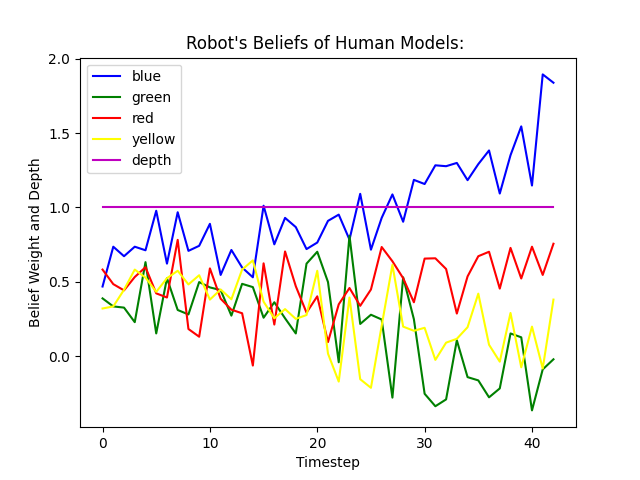 Robot's Beliefs of Human Models:
blue
green
red
yellow
depth
Belief Weight and Depth
2.0
1.5
1.0
0.5
0.0
0 10 20 30 40
Timestep